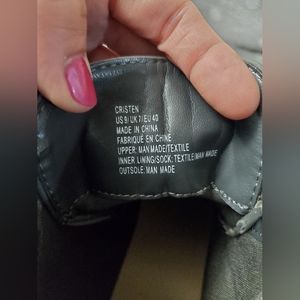 CRISTEN
US 9/ UK 7/ EU 40
MADE IN CHINA
FABRIQUE EN CHINE
UPPER: MAN MADE/TEXTILE
INNER LINING/SOCK: TEXTILE/MAN MADE
OUTSOLE: MAN MADE